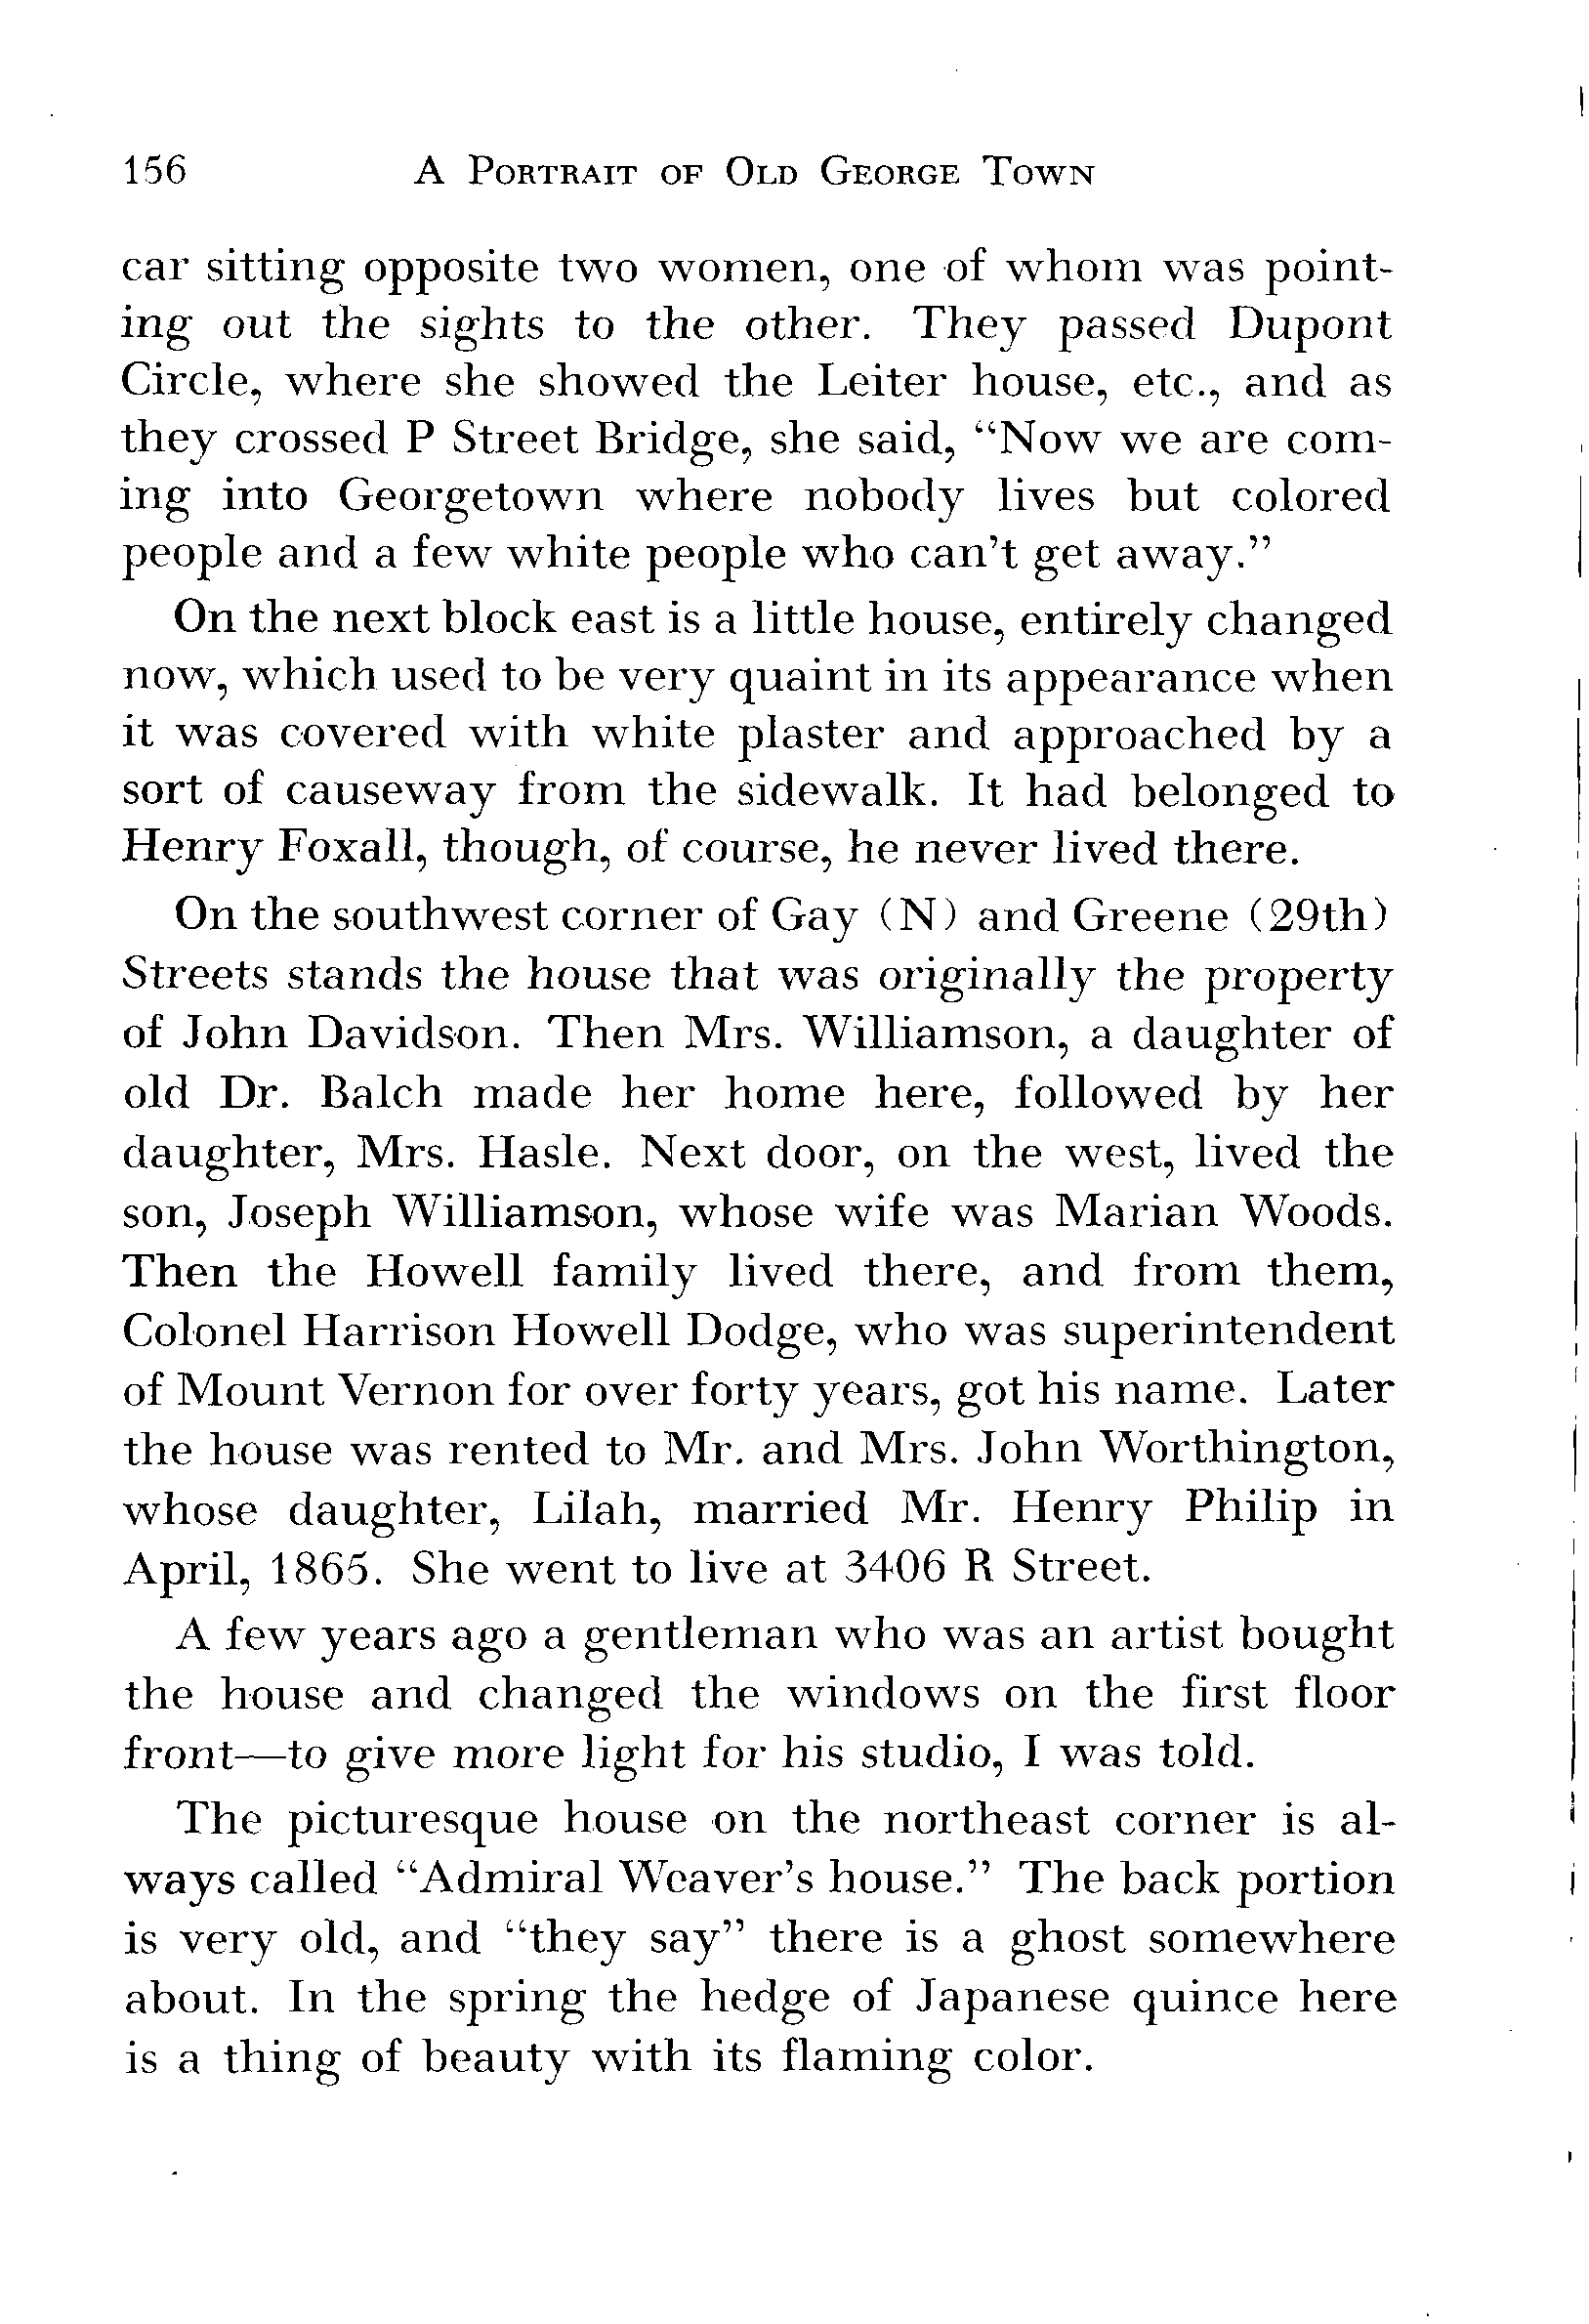 156 A Portrait of Old George Town
car sitting opposite two women, one of whom was point-
ing out the sights to the other. They passed Dupont
Circle, where she showed the Leiter house, etc., and as
they crossed P Street Bridge, she said, “Now we are com-
ing into Georgetown where nobody lives but colored
people and a few white people who can’t get away.”
On the next block east is a little house, entirely changed
now, which used to be very quaint in its appearance when
it was covered with white plaster and approached by a
sort of causeway from the sidewalk. It had belonged to
Henry Foxall, though, of course, he never lived there.
On the southwest corner of Gay (N) and Greene (29th)
Streets stands the house that was originally the property
of John Davidson. Then Mrs. Williamson, a daughter of
old Dr. Balch made her home here, followed by her
daughter, Mrs. Hasle. Next door, on the west, lived the
son, Joseph Williamson, whose wife was Marian Woods.
Then the Howell family lived there, and from them,
Colonel Harrison Howell Dodge, who was superintendent
of Mount Vernon for over forty years, got his name. Later
the house was rented to Mr. and Mrs. John Worthington,
whose daughter, Lilah, married Mr. Henry Philip in
April, 1865. She went to live at 3406 R Street.
A few years ago a gentleman who was an artist bought
the house and changed the windows on the first floor
front—to give more light for his studio, I was told.
The picturesque house on the northeast corner is al-
ways called “Admiral Weaver’s house.” The back portion
is very old, and “they say” there is a ghost somewhere
about. In the spring the hedge of Japanese quince here
is a thing of beauty with its flaming color.